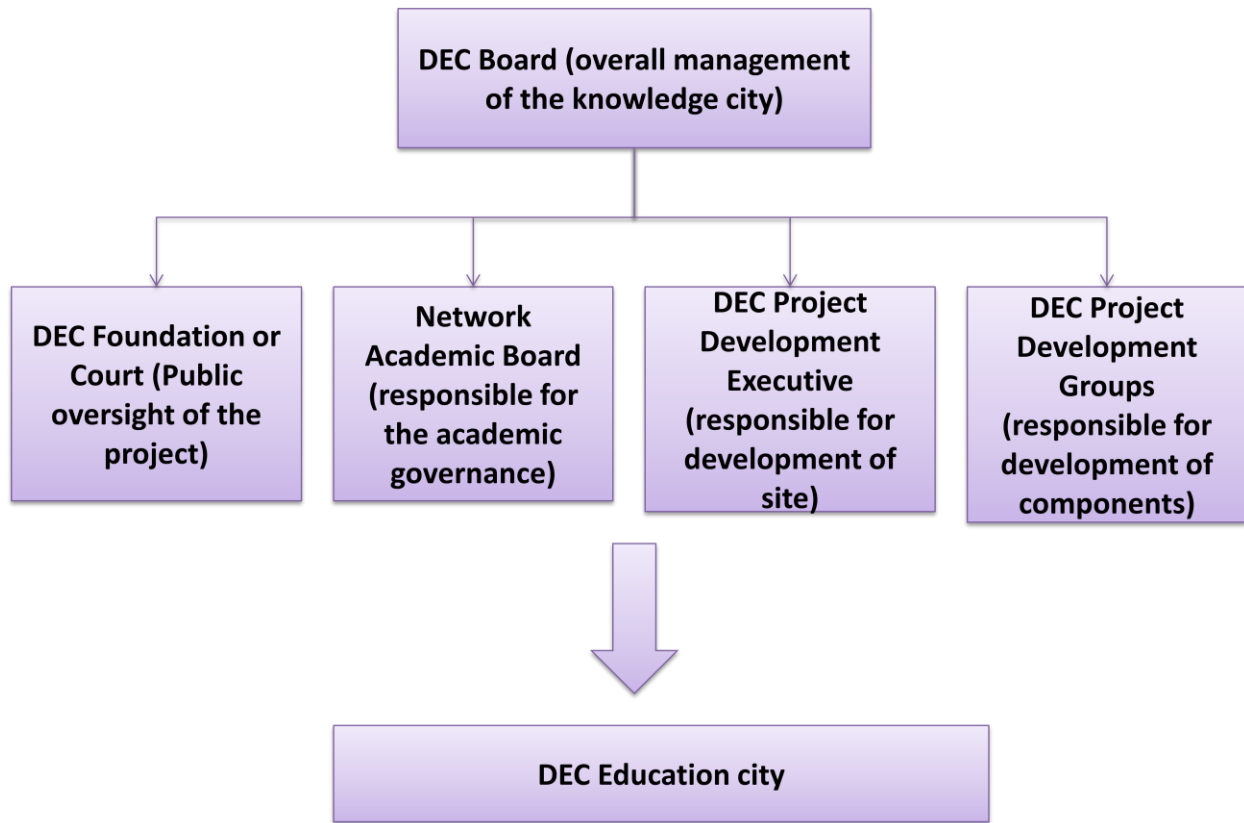 DEC Board (overall management
of the knowledge city)
DEC Foundation or
Court (Public
oversight of the
project)
Network
Academic Board
(responsible for
the academic
governance)
DEC Project
Development
Executive
(responsible for
development of
site)
DEC Project
Development
Groups
(responsible for
development of
components)
DEC Education city